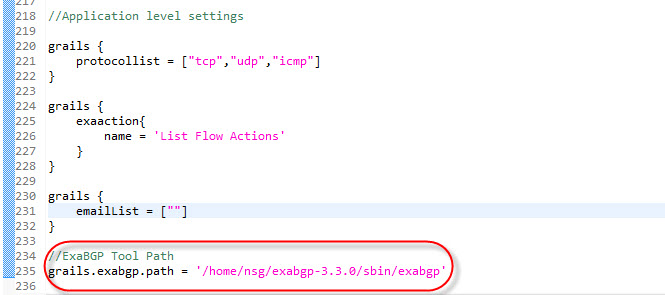 217
218 //Application level settings
219
220 grails {
221 protocollist = ["tcp","udp","icmp"]
222 }
223
224 grails {
225 exaaction{
226 name = 'List Flow Actions'
227 }
228 }
229
230 grails {
231 emailList = [""]
232 }
233
234 //ExaBGP Tool Path
235 grails.exabgp.path = '/home/nsg/exabgp-3.3.0/sbin/exabgp'
236